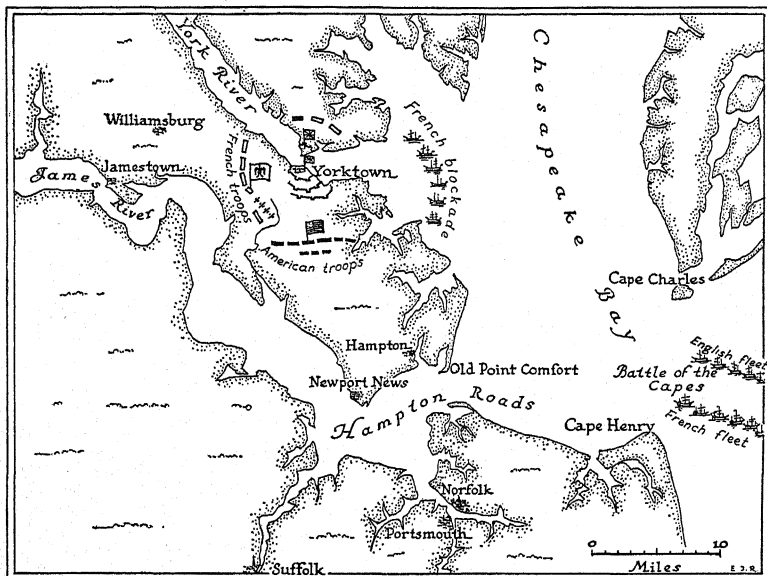 York River
Chesapeake Bay
Williamsburg
French blockade
French troops
Jamestown
Yorktown
James River
American troops
Cape Charles
Hampton
Old Point Comfort
English fleet
Battle of the
Capes
French fleet
Newport News
Hampton Roads
Cape Henry
Norfolk
Portsmouth
Suffolk
0 10
Miles
E.J.R.